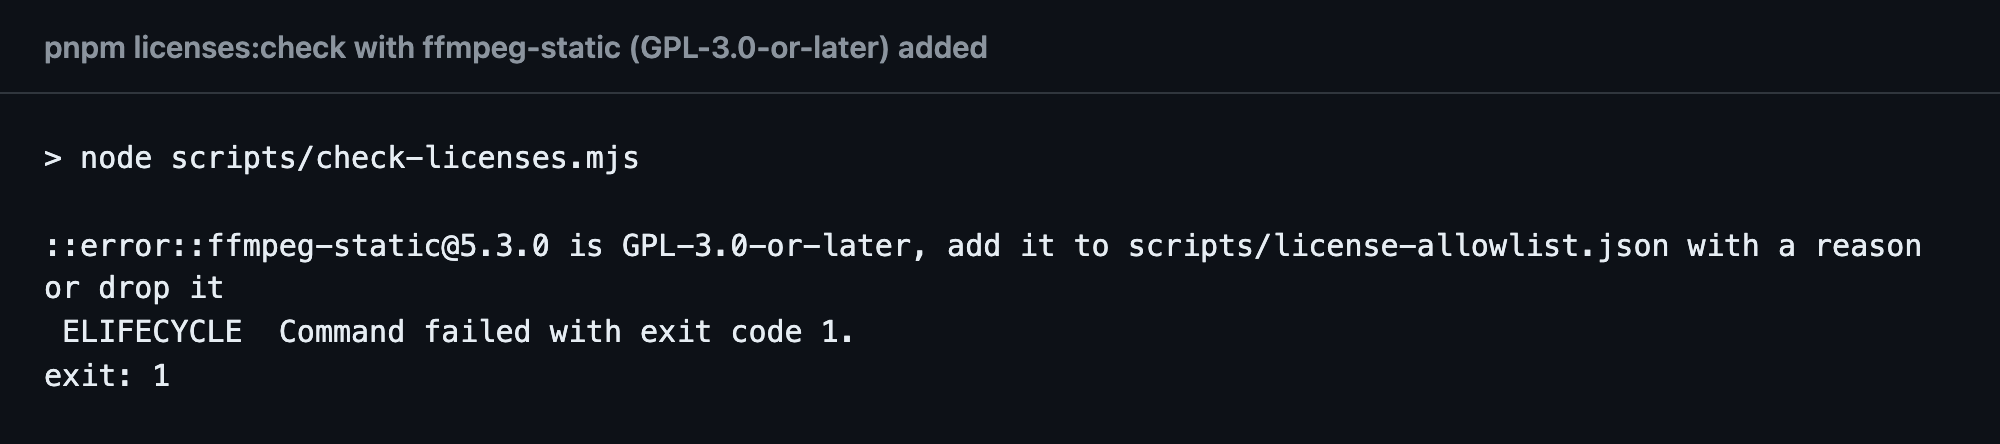 pnpm licenses:check with ffmpeg-static (GPL-3.0-or-later) added
> node scripts/check-licenses.mjs
::error::ffmpeg-static@5.3.0 is GPL-3.0-or-later, add it to scripts/license-allowlist.json with a reason
or drop it
ELIFECYCLE  Command failed with exit code 1.
exit: 1